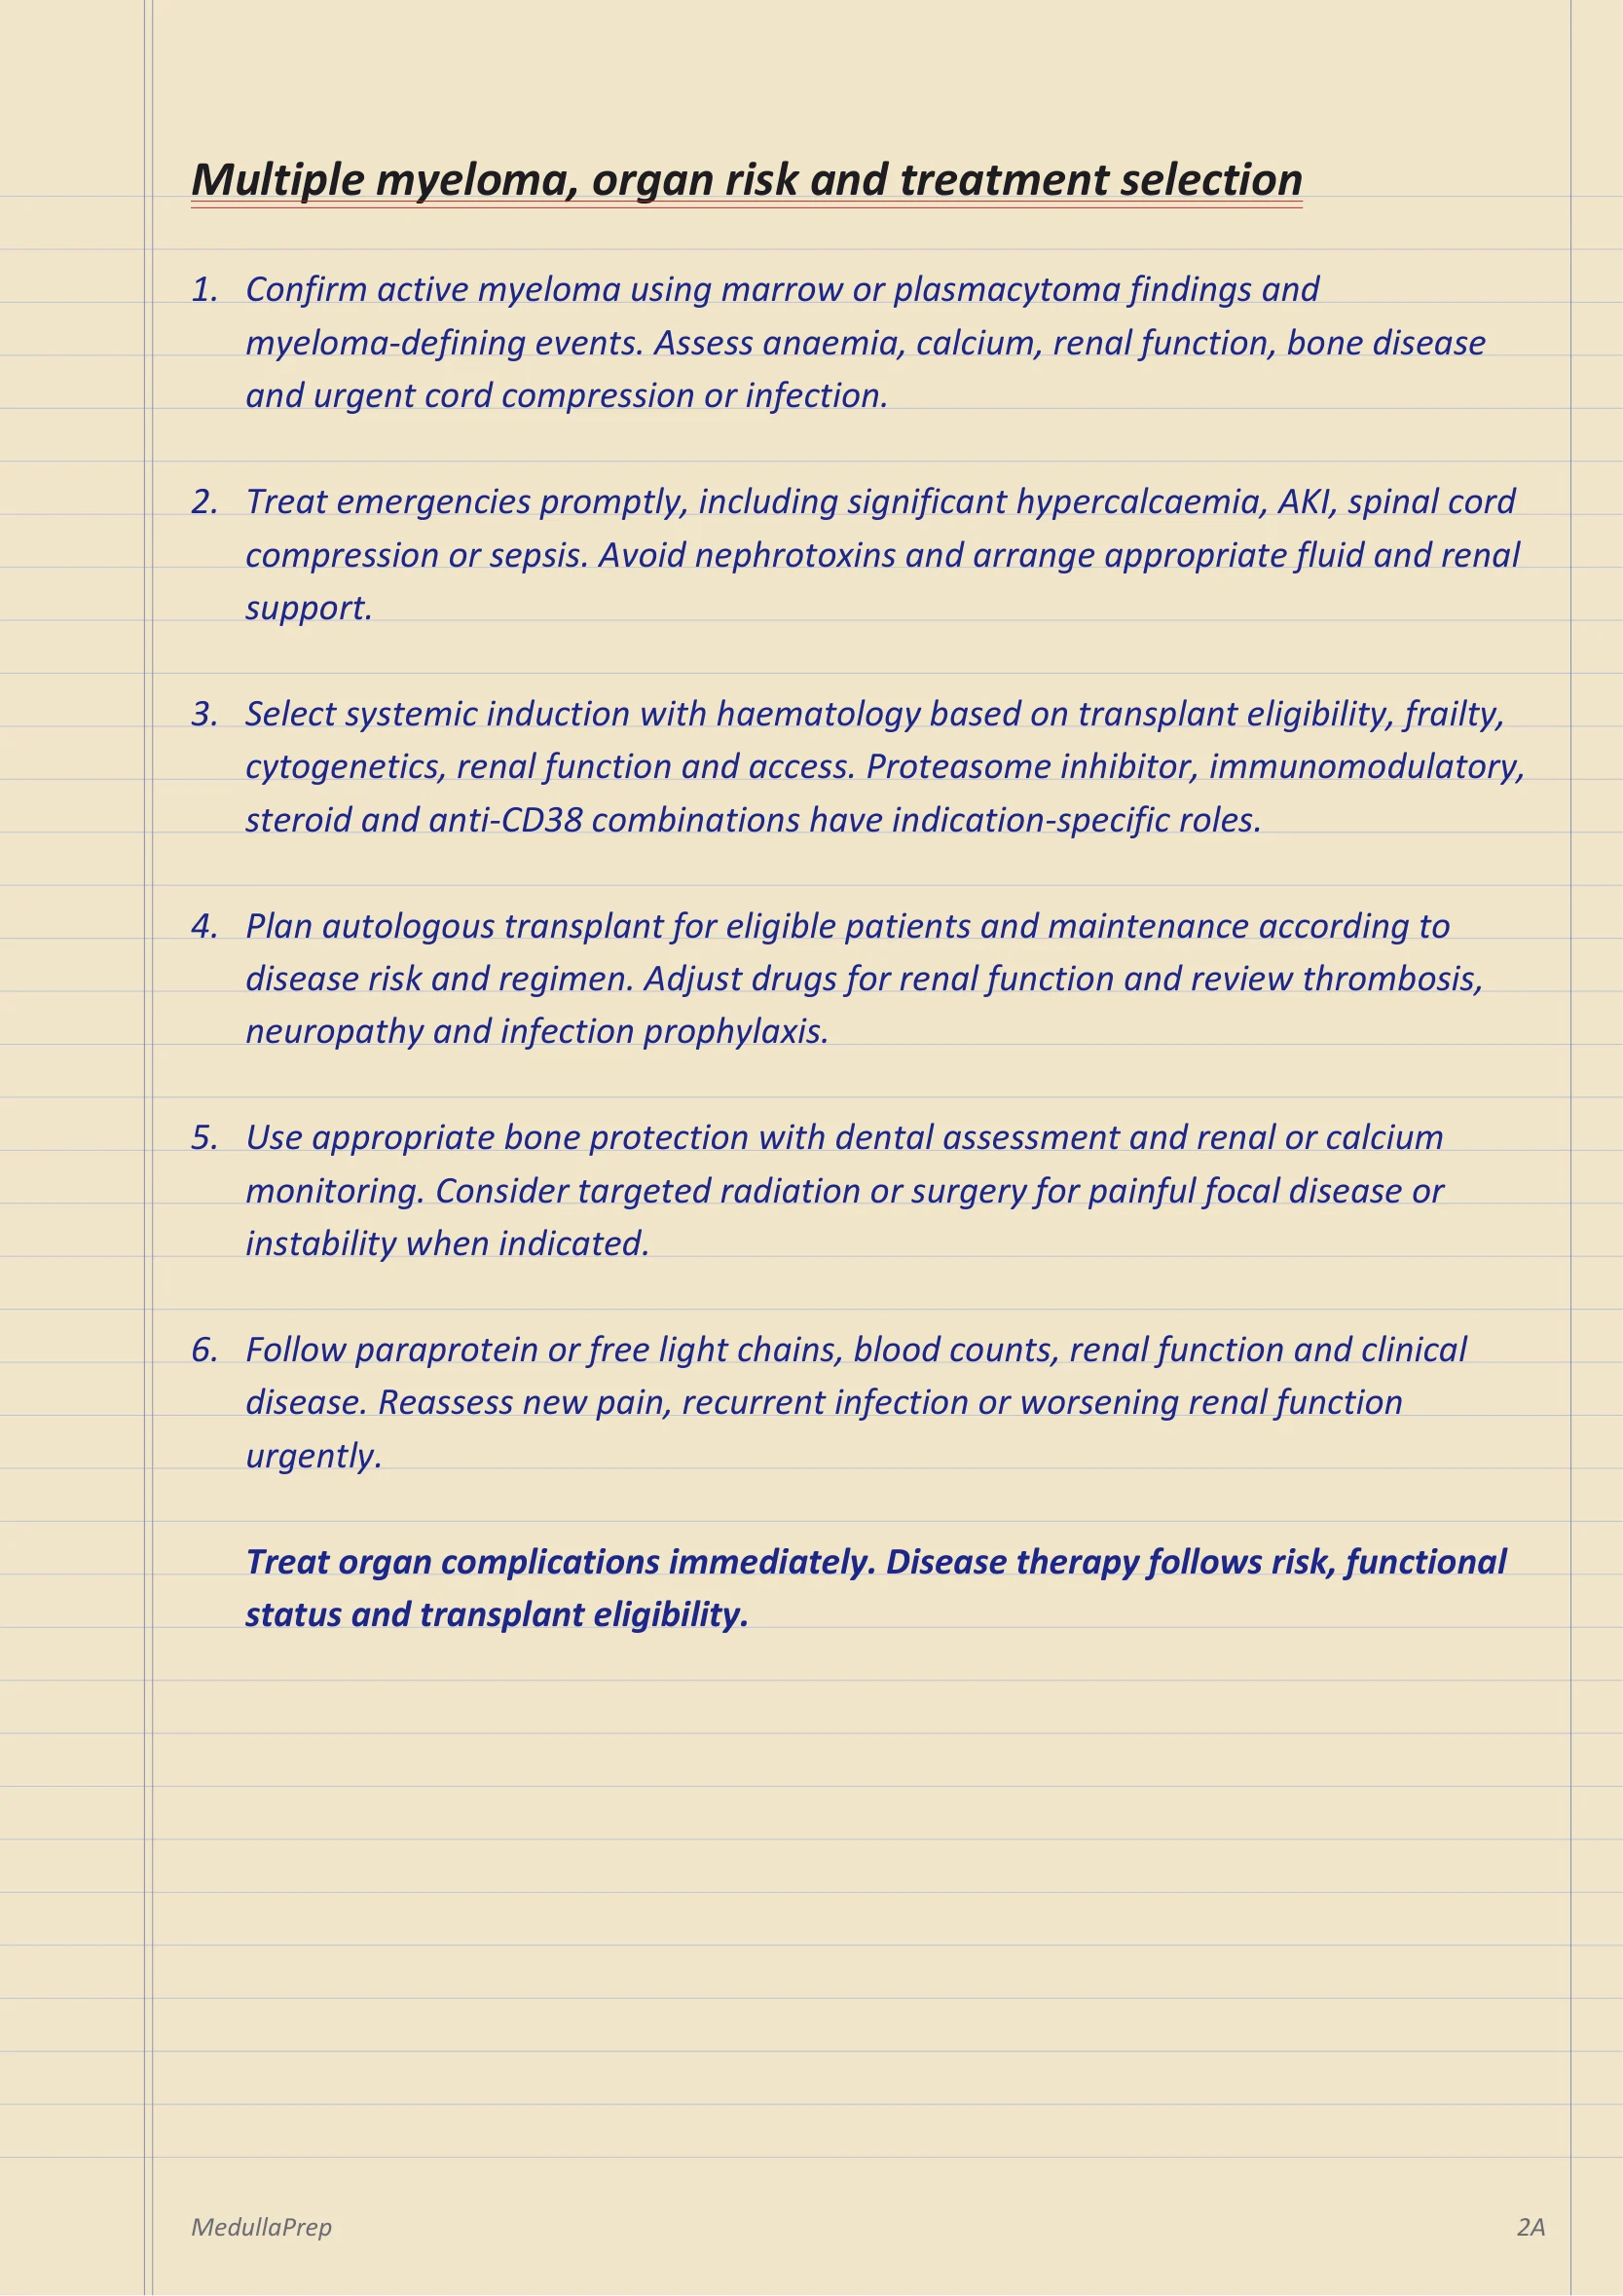 Multiple myeloma, organ risk and treatment selection
1. Confirm active myeloma using marrow or plasmacytoma findings and
myeloma-defining events. Assess anaemia, calcium, renal function, bone disease
and urgent cord compression or infection.
2. Treat emergencies promptly, including significant hypercalcaemia, AKI, spinal cord
compression or sepsis. Avoid nephrotoxins and arrange appropriate fluid and renal
support.
3. Select systemic induction with haematology based on transplant eligibility, frailty,
cytogenetics, renal function and access. Proteasome inhibitor, immunomodulatory,
steroid and anti-CD38 combinations have indication-specific roles.
4. Plan autologous transplant for eligible patients and maintenance according to
disease risk and regimen. Adjust drugs for renal function and review thrombosis,
neuropathy and infection prophylaxis.
5. Use appropriate bone protection with dental assessment and renal or calcium
monitoring. Consider targeted radiation or surgery for painful focal disease or
instability when indicated.
6. Follow paraprotein or free light chains, blood counts, renal function and clinical
disease. Reassess new pain, recurrent infection or worsening renal function
urgently.
Treat organ complications immediately. Disease therapy follows risk, functional
status and transplant eligibility.
MedullaPrep
2A